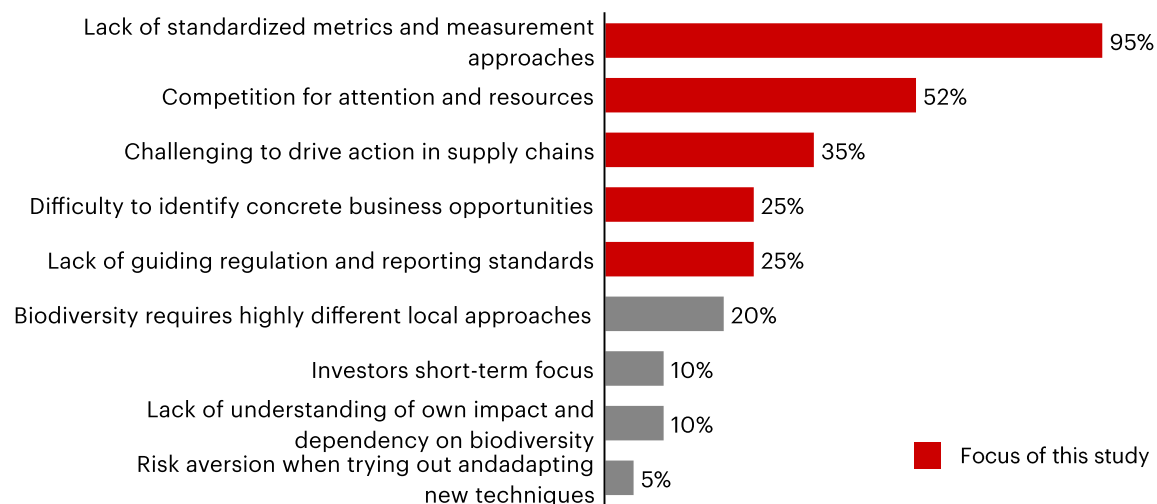 Lack of standardized metrics and measurement
approaches
95%
Competition for attention and resources
52%
Challenging to drive action in supply chains
35%
Difficulty to identify concrete business opportunities
25%
Lack of guiding regulation and reporting standards
25%
Biodiversity requires highly different local approaches
20%
Investors short-term focus
10%
Lack of understanding of own impact and
dependency on biodiversity
10%
Risk aversion when trying out andadapting
new techniques
5%
Focus of this study